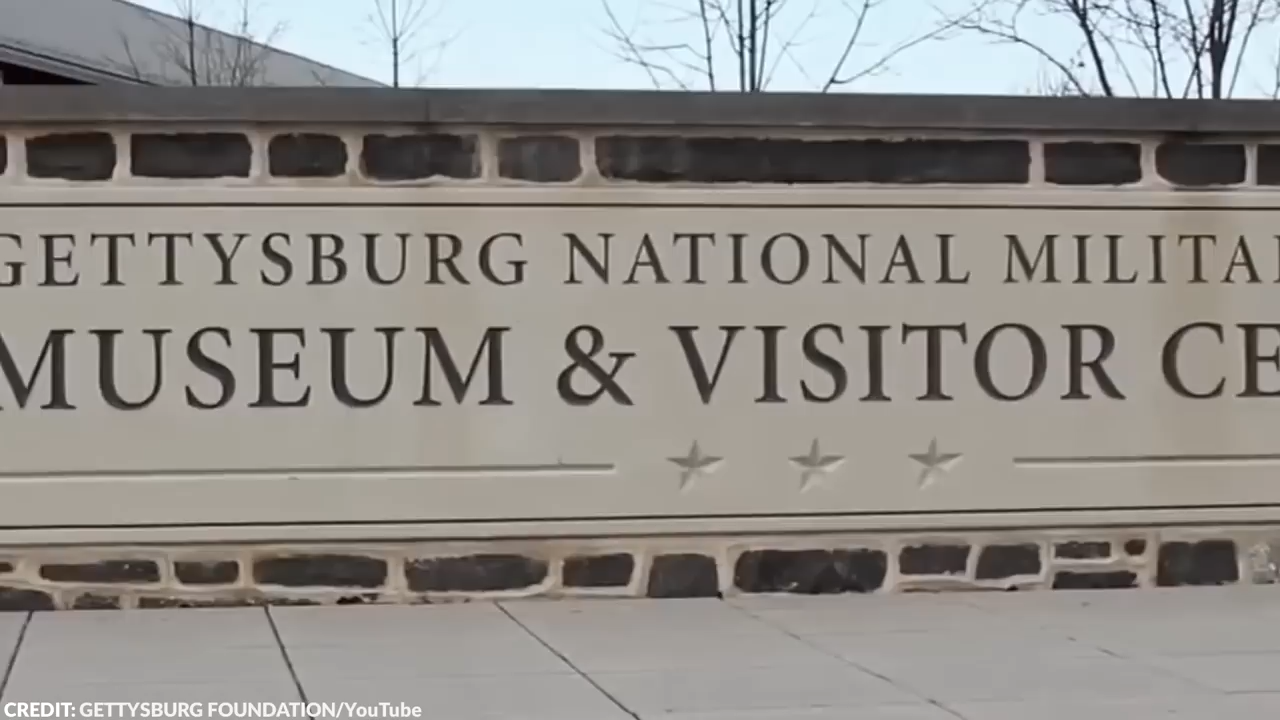 GETTYSBURG NATIONAL MILITA
MUSEUM & VISITOR CE
CREDIT: GETTYSBURG FOUNDATION/YouTube